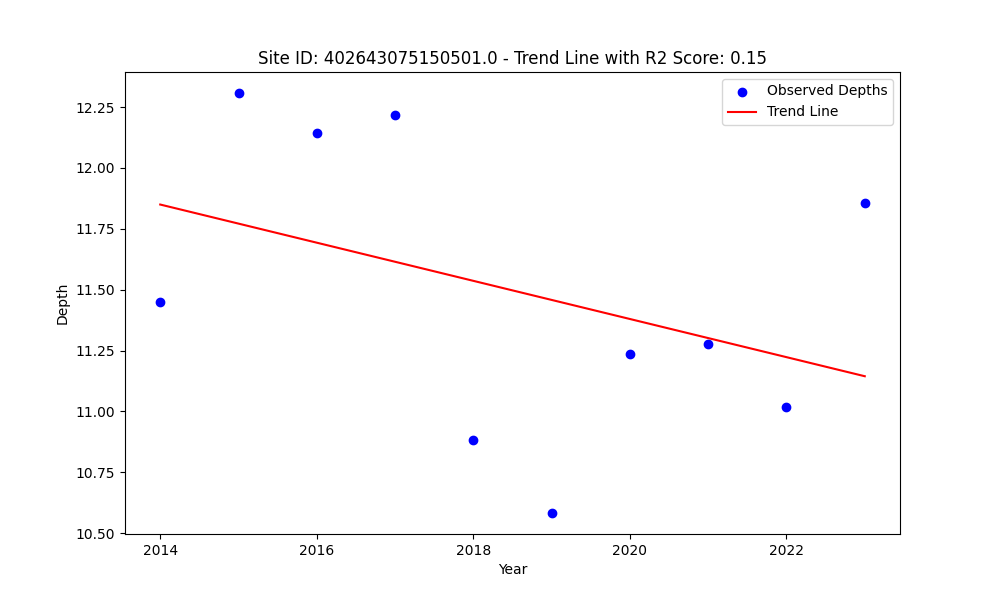 Site ID: 402643075150501.0 - Trend Line with R2 Score: 0.15
Observed Depths
Trend Line
12.25
12.00
11.75
11.50
11.25
11.00
10.75
10.50
Depth
2014
2016
2018
2020
2022
Year